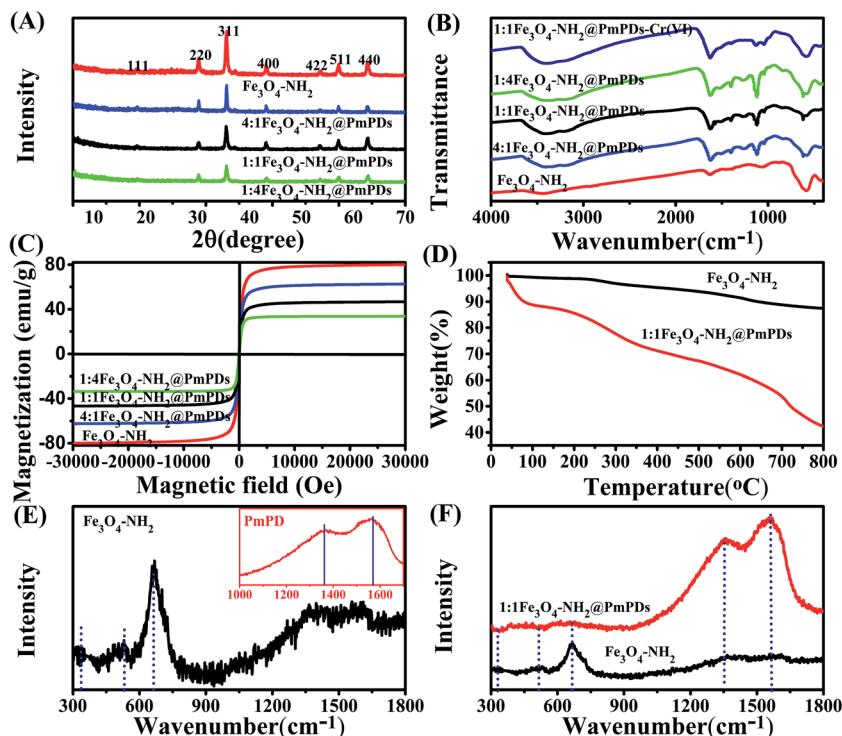 (A)
Intensity
111
220
311
400
422
511
440
Fe3O4-NH2
4:1Fe3O4-NH2@PmPDs
1:1Fe3O4-NH2@PmPDs
1:4Fe3O4-NH2@PmPDs
10 20 30 40 50 60 70
2θ(degree)
(B)
Transmittance
1:1Fe3O4-NH2@PmPDs-Cr(VI)
1:4Fe3O4-NH2@PmPDs
1:1Fe3O4-NH2@PmPDs
4:1Fe3O4-NH2@PmPDs
Fe3O4-NH2
4000 3000 2000 1000
Wavenumber(cm-1)
(C)
Magnetization (emu/g)
80
40
0
-40
-80
1:4Fe3O4-NH2@PmPDs
1:1Fe3O4-NH2@PmPDs
4:1Fe3O4-NH2@PmPDs
Fe3O4-NH2
-30000 -20000 -10000 0 10000 20000 30000
Magnetic field (Oe)
(D)
Weight(%)
100
90
80
70
60
50
40
Fe3O4-NH2
1:1Fe3O4-NH2@PmPDs
0 100 200 300 400 500 600 700 800
Temperature(oC)
(E)
Intensity
Fe3O4-NH2
PmPD
1000 1200 1400 1600
300 600 900 1200 1500 1800
Wavenumber(cm-1)
(F)
Intensity
1:1Fe3O4-NH2@PmPDs
Fe3O4-NH2
300 600 900 1200 1500 1800
Wavenumber(cm-1)